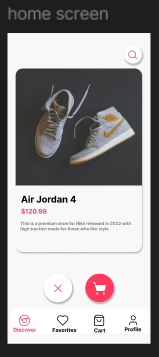 home screen
Air Jordan 4
$120.98
This is a premium shoe for Nike released in 2022 with
high traction made for those who like style
Discover
Favorites
Order
Profile